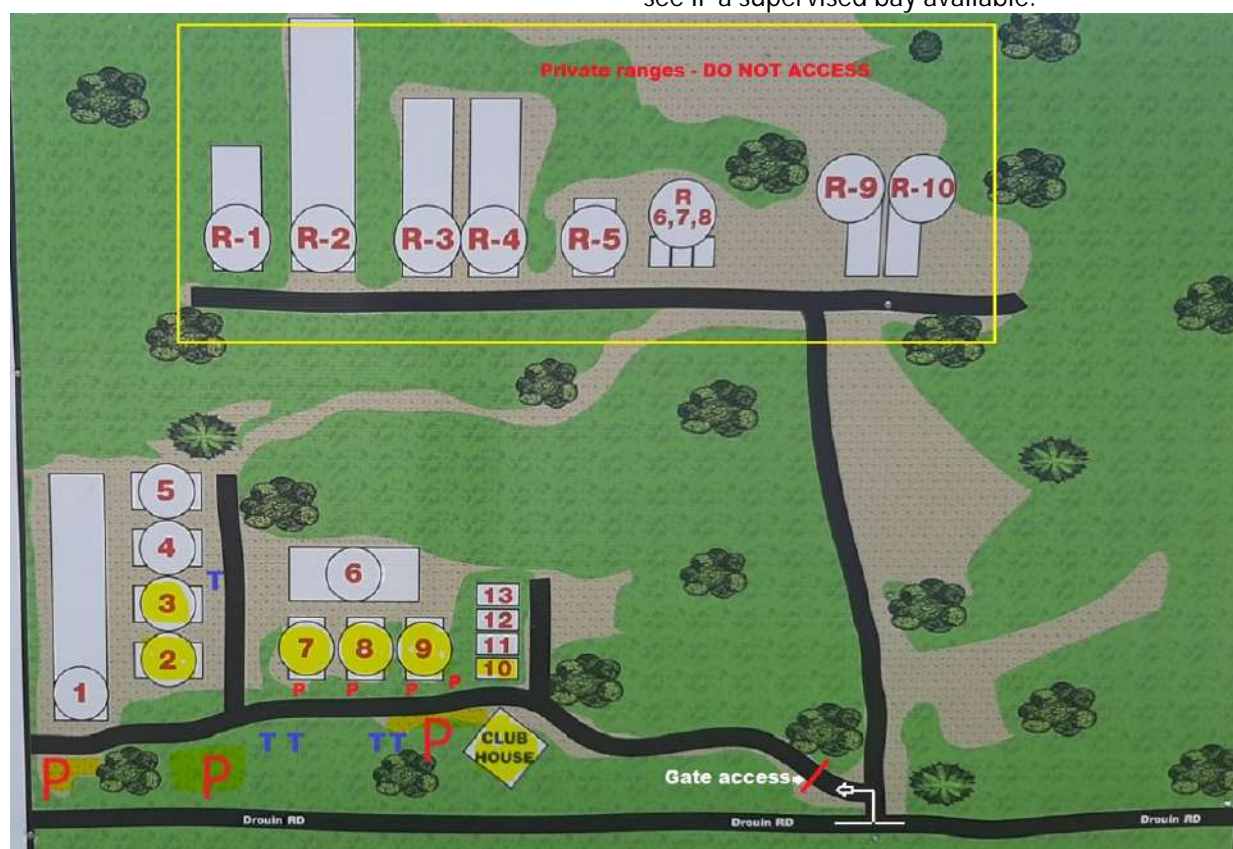 see if a supervised bay available.
Private ranges - DO NOT ACCESS
R-1
R-2
R-3
R-4
R-5
R
6,7,8
R-9
R-10
5
4
3
2
1
T
6
7
8
9
13
12
11
10
P
P
P
P
T T
TT
P
CLUB
HOUSE
P
P
Gate access
Drouin RD
Drouin RD
Drouin RD